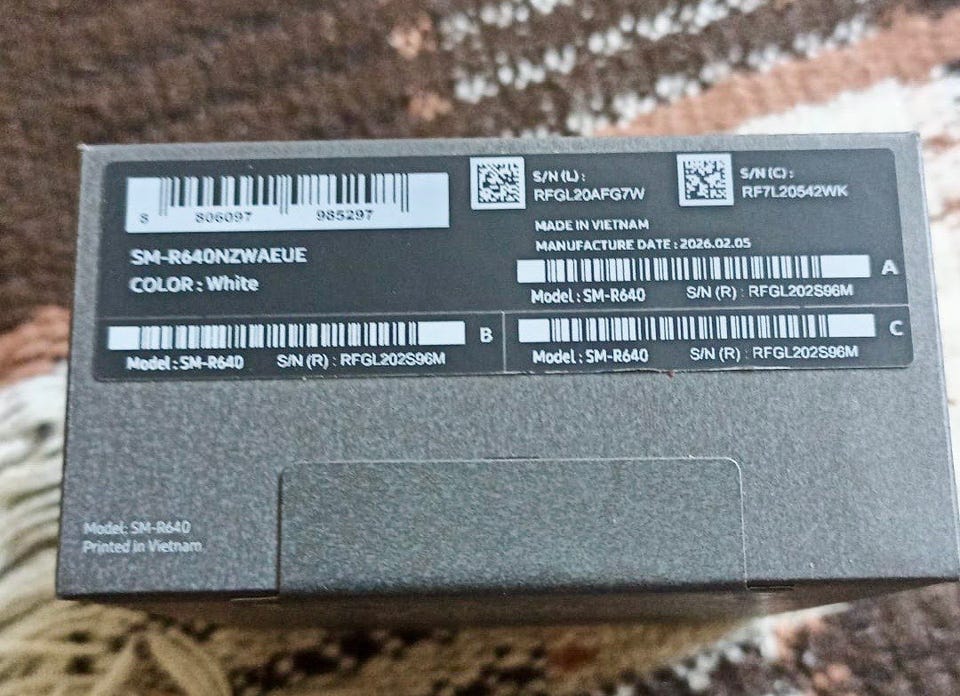 8 806097 985297
SM-R640NZWAEUE
COLOR : White
S/N (L) :
RFGL20AFG7W
S/N (C) :
RF7L20542WK
MADE IN VIETNAM
MANUFACTURE DATE : 2026.02.05
A
Model : SM-R640 S/N (R) : RFGL202S96M
B
Model : SM-R640 S/N (R) : RFGL202S96M
C
Model : SM-R640 S/N (R) : RFGL202S96M
Model: SM-R640
Printed in Vietnam